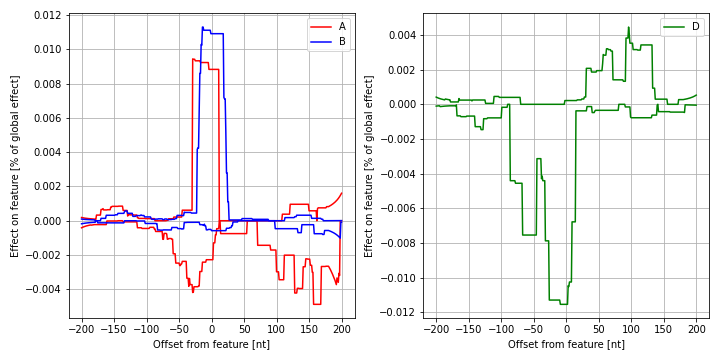 0.012
0.010
0.008
0.006
0.004
0.002
0.000
−0.002
−0.004
Effect on feature [% of global effect]
−200 −150 −100 −50 0 50 100 150 200
Offset from feature [nt]
A
B
0.004
0.002
0.000
−0.002
−0.004
−0.006
−0.008
−0.010
−0.012
Effect on feature [% of global effect]
−200 −150 −100 −50 0 50 100 150 200
Offset from feature [nt]
D